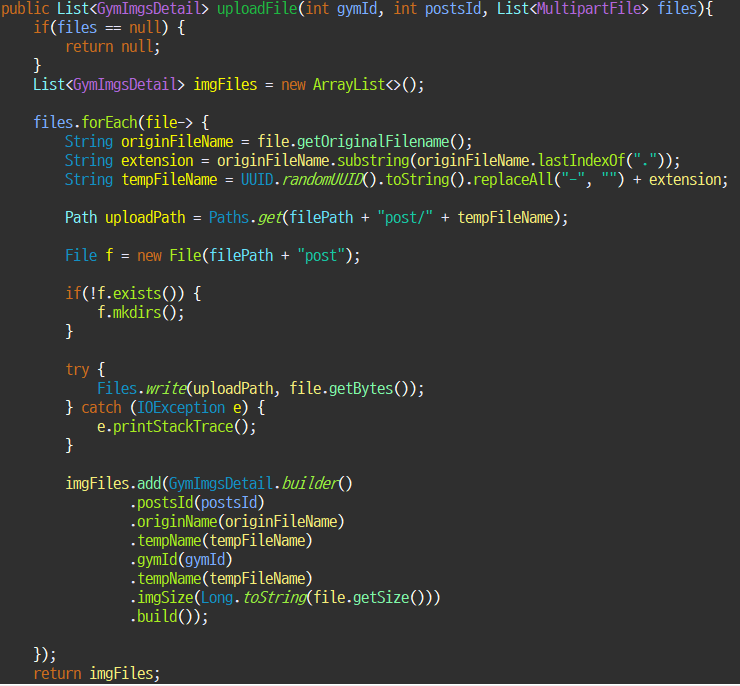 public List<GymImgsDetail> uploadFile(int gymId, int postsId, List<MultipartFile> files){
    if(files == null) {
        return null;
    }
    List<GymImgsDetail> imgFiles = new ArrayList<>();

    files.forEach(file-> {
        String originFileName = file.getOriginalFilename();
        String extension = originFileName.substring(originFileName.lastIndexOf("."));
        String tempFileName = UUID.randomUUID().toString().replaceAll("-", "") + extension;

        Path uploadPath = Paths.get(filePath + "post/" + tempFileName);

        File f = new File(filePath + "post");

        if(!f.exists()) {
            f.mkdirs();
        }

        try {
            Files.write(uploadPath, file.getBytes());
        } catch (IOException e) {
            e.printStackTrace();
        }

        imgFiles.add(GymImgsDetail.builder()
                .postsId(postsId)
                .originName(originFileName)
                .tempName(tempFileName)
                .gymId(gymId)
                .tempName(tempFileName)
                .imgSize(Long.toString(file.getSize()))
                .build());

    });
    return imgFiles;